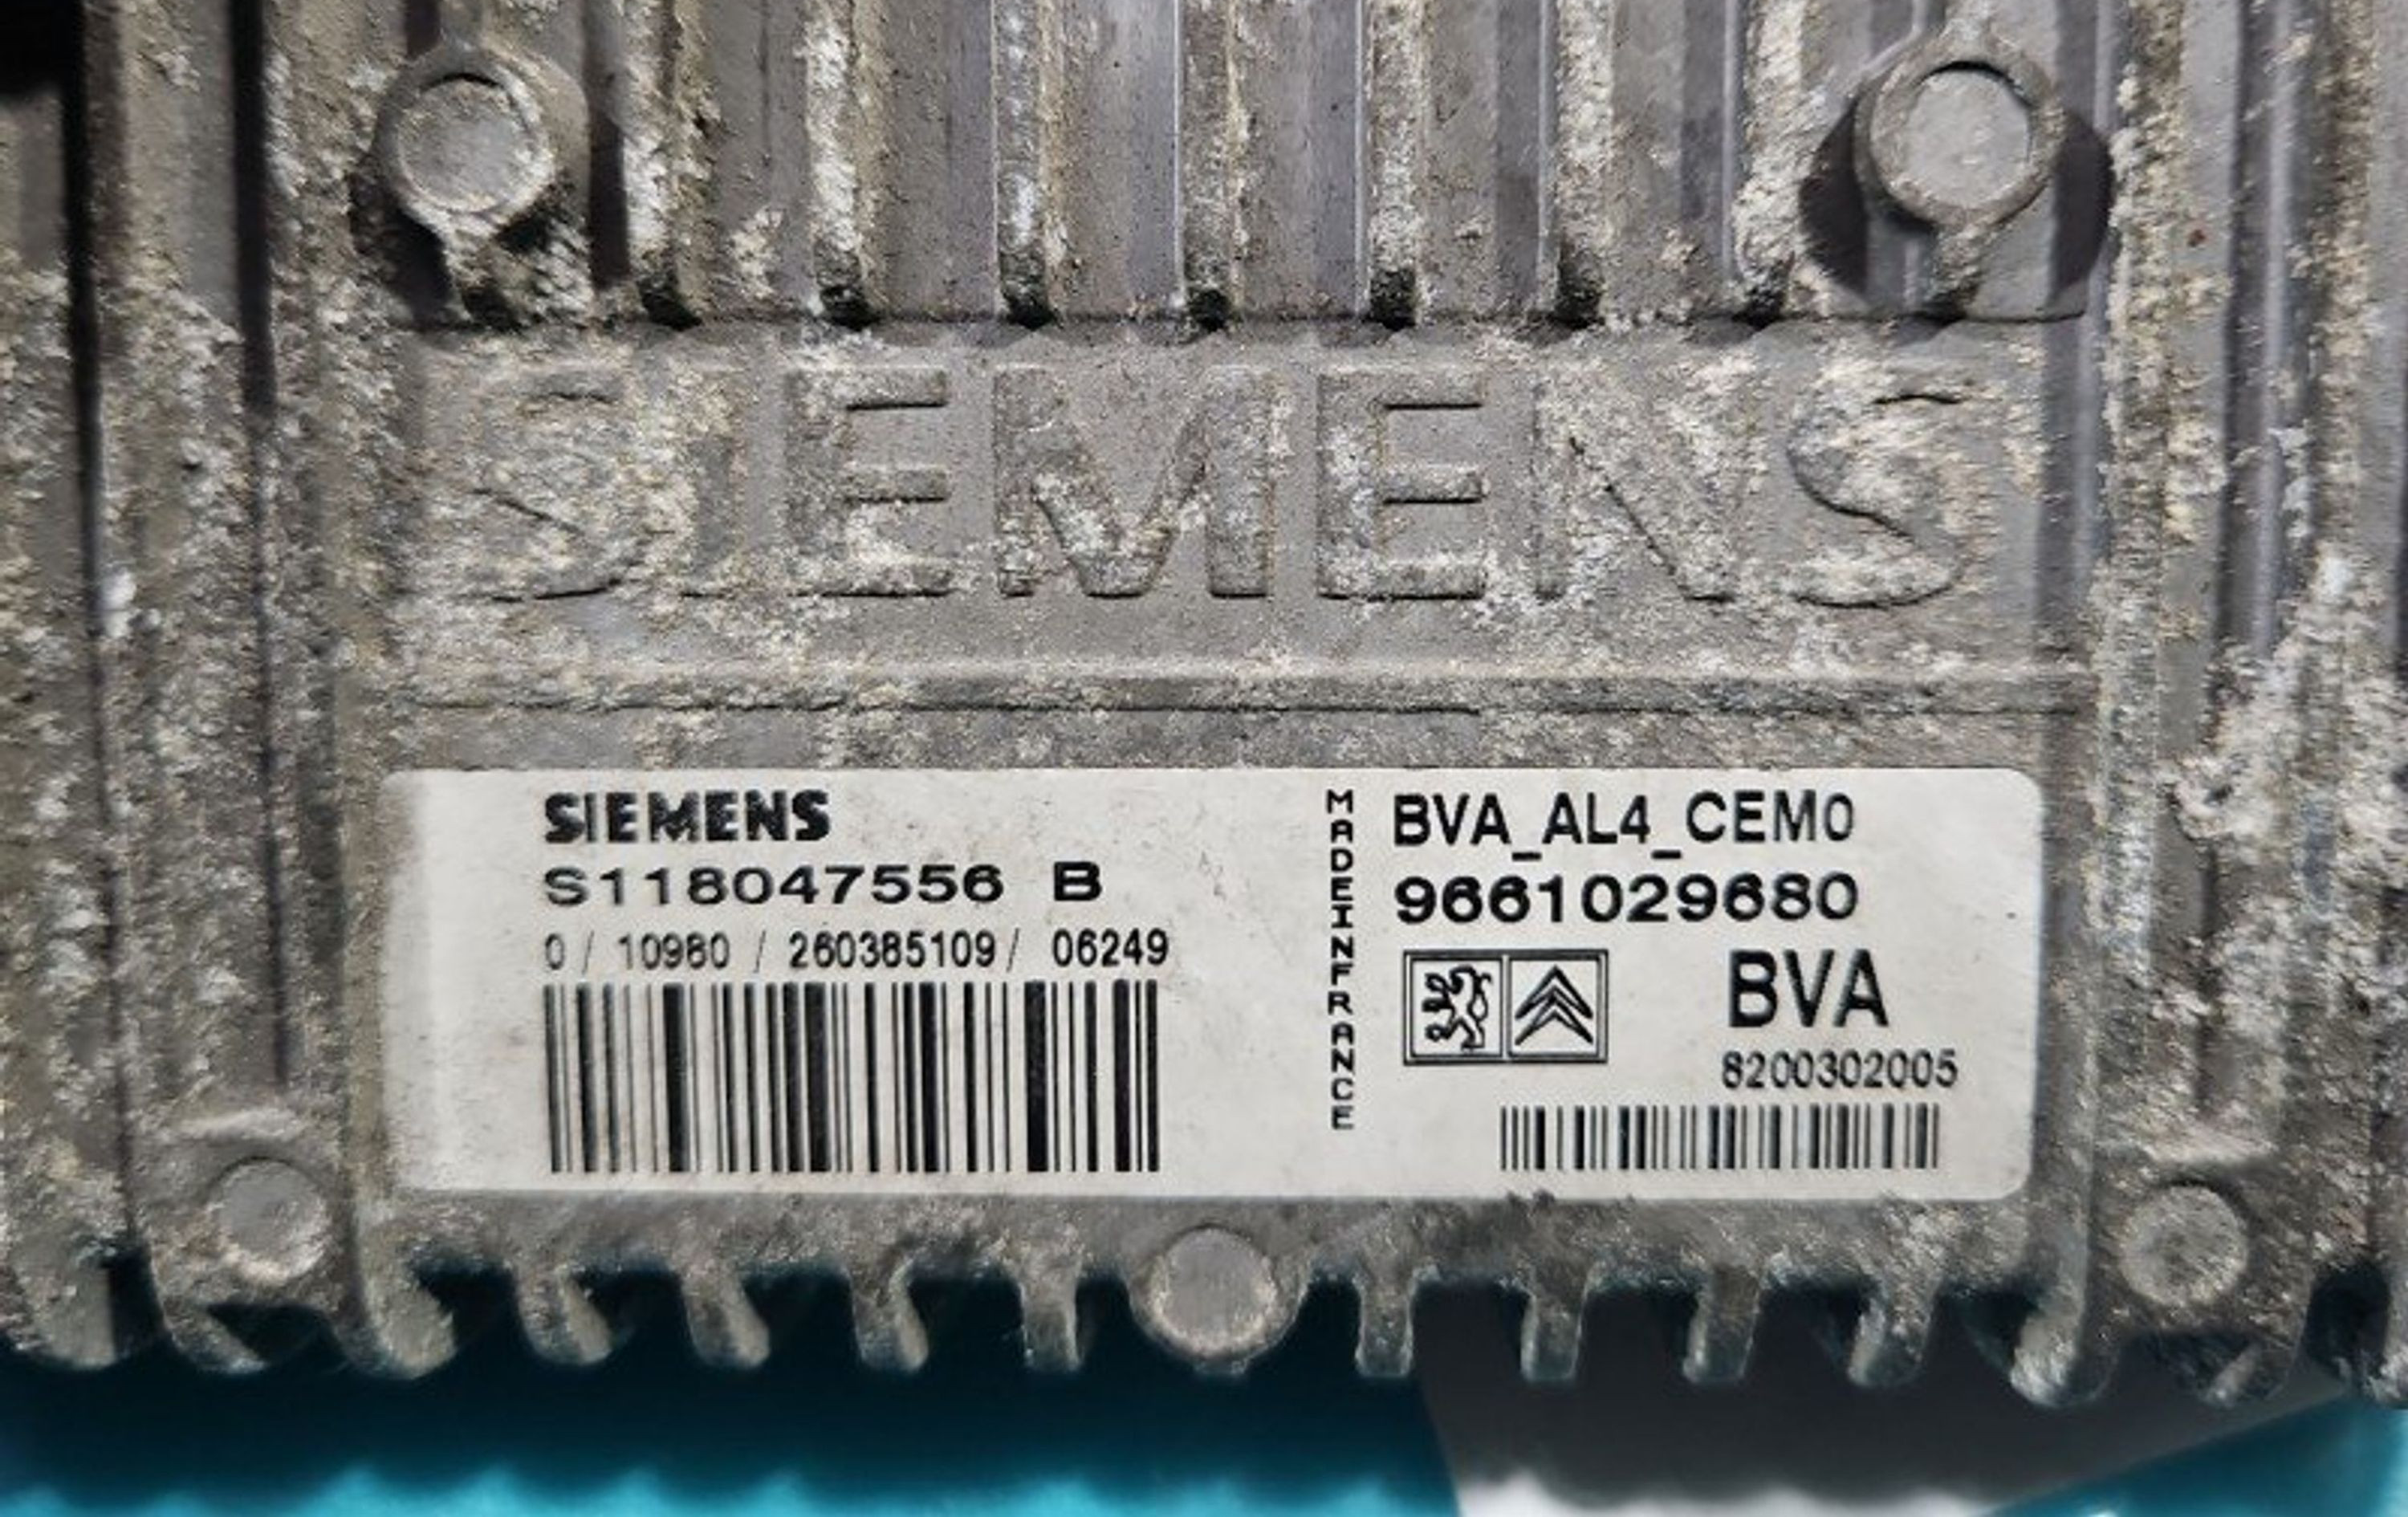 SIEMENS
SIEMENS
S118047556 B
0 / 10980 / 260385109 / 06249
MADEINFRANCE
BVA_AL4_CEM0
9661029680
BVA
8200302005